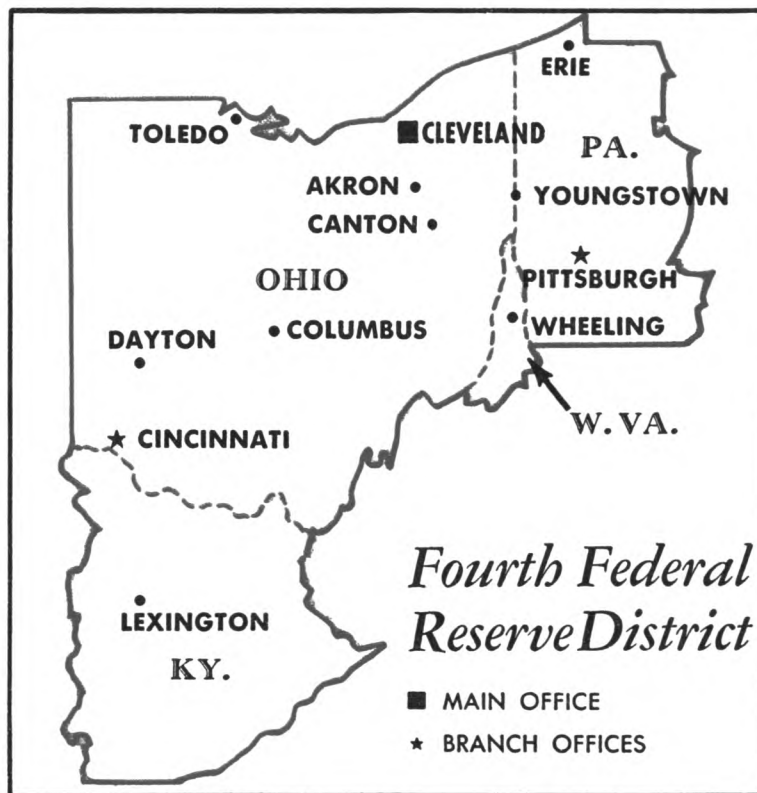 ERIE
TOLEDO
CLEVELAND
PA.
AKRON
YOUNGSTOWN
CANTON
OHIO
PITTSBURGH
COLUMBUS
WHEELING
DAYTON
W. VA.
CINCINNATI
Fourth Federal
Reserve District
LEXINGTON
KY.
MAIN OFFICE
BRANCH OFFICES